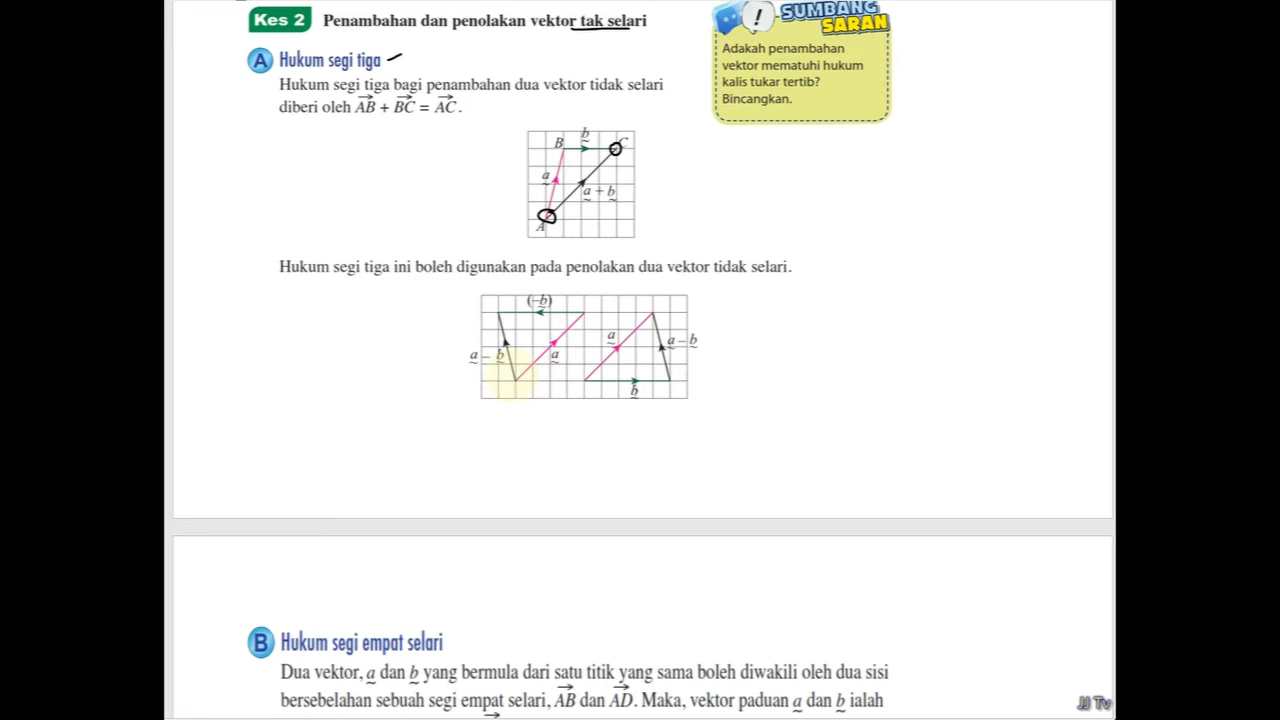 Kes 2 Penambahan dan penolakan vektor tak selari
A Hukum segi tiga
Hukum segi tiga bagi penambahan dua vektor tidak selari
diberi oleh AB + BC = AC.
! SUMBANG
SARAN
Adakah penambahan
vektor mematuhi hukum
kalis tukar tertib?
Bincangkan.
B b C
a
a + b
A
Hukum segi tiga ini boleh digunakan pada penolakan dua vektor tidak selari.
(–b)
a – b a
a a – b
b
B Hukum segi empat selari
Dua vektor, a dan b yang bermula dari satu titik yang sama boleh diwakili oleh dua sisi
bersebelahan sebuah segi empat selari, AB dan AD. Maka, vektor paduan a dan b ialah
JJ Tv